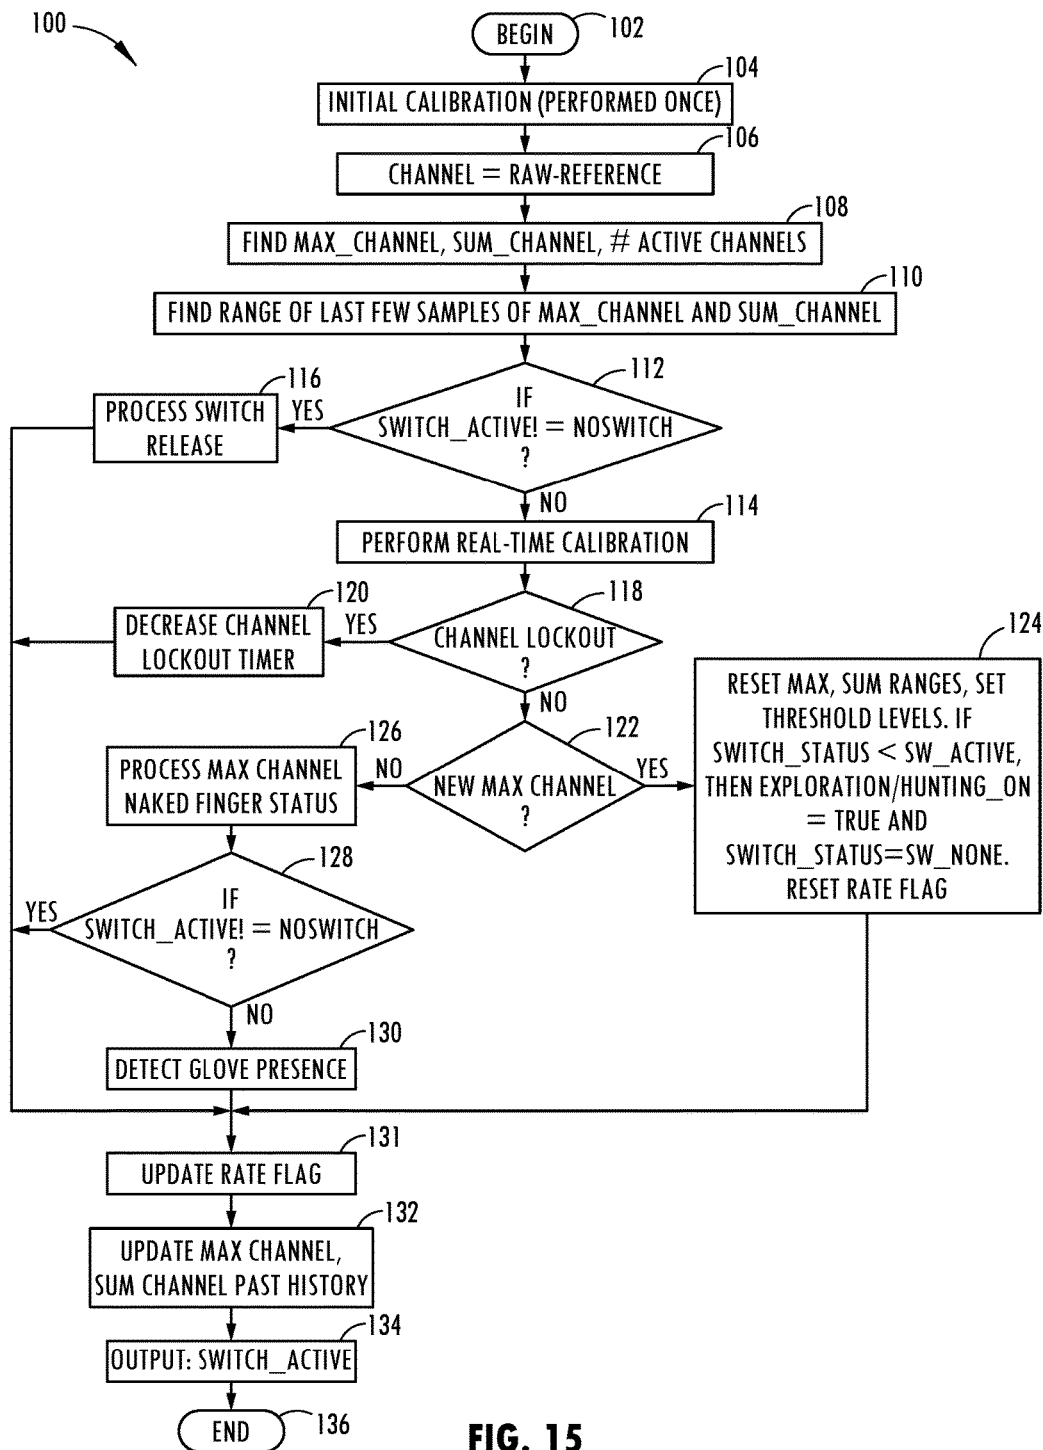 100
BEGIN
102
104
INITIAL CALIBRATION (PERFORMED ONCE)
106
CHANNEL = RAW-REFERENCE
108
FIND MAX_CHANNEL, SUM_CHANNEL, # ACTIVE CHANNELS
110
FIND RANGE OF LAST FEW SAMPLES OF MAX_CHANNEL AND SUM_CHANNEL
112
IF
SWITCH_ACTIVE! = NOSWITCH
?
116
YES
PROCESS SWITCH
RELEASE
NO
114
PERFORM REAL-TIME CALIBRATION
118
CHANNEL LOCKOUT
?
120
YES
DECREASE CHANNEL
LOCKOUT TIMER
NO
122
NEW MAX CHANNEL
?
YES
124
RESET MAX, SUM RANGES, SET
THRESHOLD LEVELS. IF
SWITCH_STATUS < SW_ACTIVE,
THEN EXPLORATION/HUNTING_ON
= TRUE AND
SWITCH_STATUS=SW_NONE.
RESET RATE FLAG
NO
126
PROCESS MAX CHANNEL
NAKED FINGER STATUS
128
IF
SWITCH_ACTIVE! = NOSWITCH
?
YES
NO
130
DETECT GLOVE PRESENCE
131
UPDATE RATE FLAG
132
UPDATE MAX CHANNEL,
SUM CHANNEL PAST HISTORY
134
OUTPUT: SWITCH_ACTIVE
END
136
FIG. 15